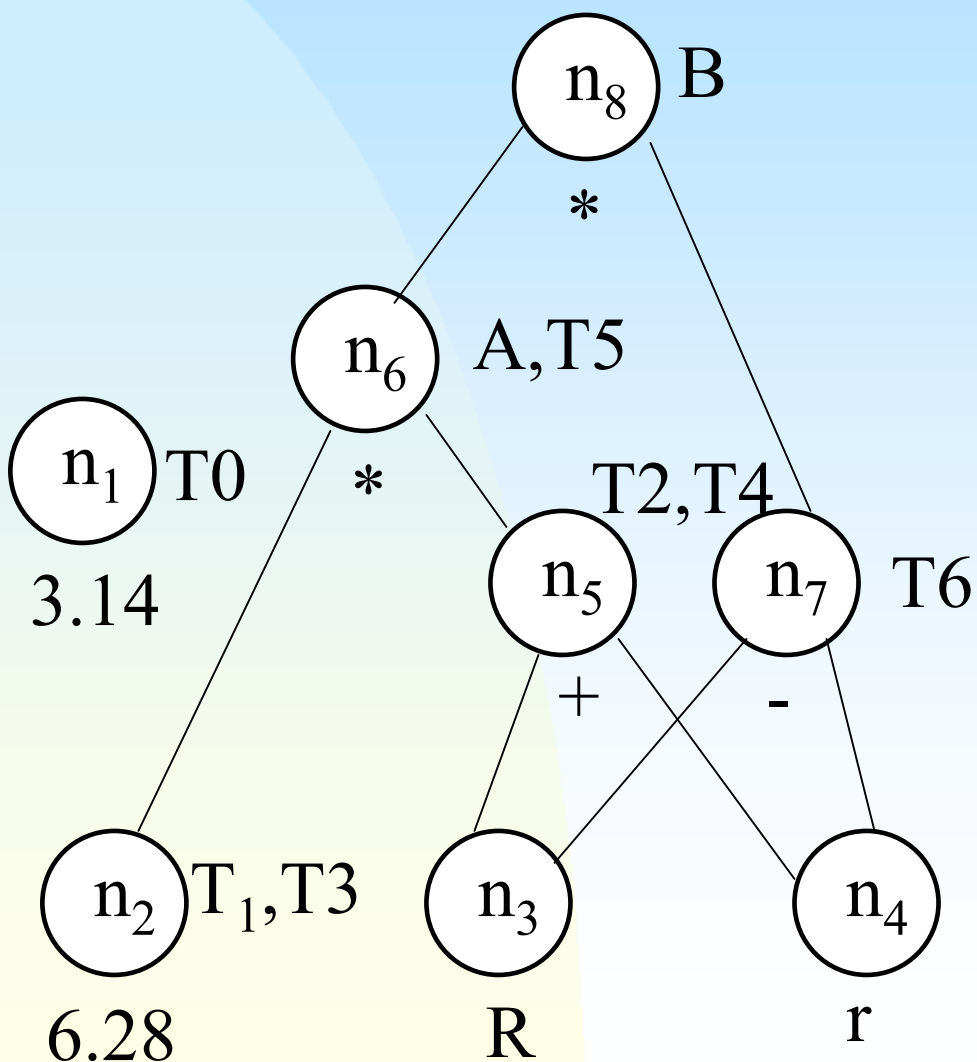 n₈ B
*
n₆ A,T5
n₁ T0 * T2,T4
3.14 n₅ n₇ T6
+ -
n₂ T₁,T3 n₃ n₄
6.28 R r